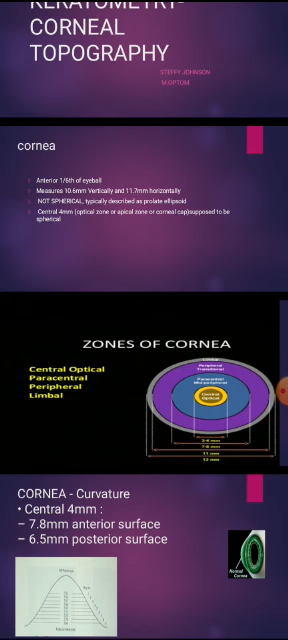 KERATOMETRY-
CORNEAL
TOPOGRAPHY
STEFFY JOHNSON
M.OPTOM
cornea
Anterior 1/6th of eyeball
Measures 10.6mm Vertically and 11.7mm horizontally
NOT SPHERICAL, typically described as prolate ellipsoid
Central 4mm (optical zone or apical zone or corneal cap)supposed to be
spherical
ZONES OF CORNEA
Central Optical
Paracentral
Peripheral
Limbal
Limbal
Peripheral
Transitional
Paracentral
Mid-peripheral
Central
Optical
7-8 mm
11 mm
12 mm
CORNEA - Curvature
• Central 4mm :
– 7.8mm anterior surface
– 6.5mm posterior surface
Normal
Cornea